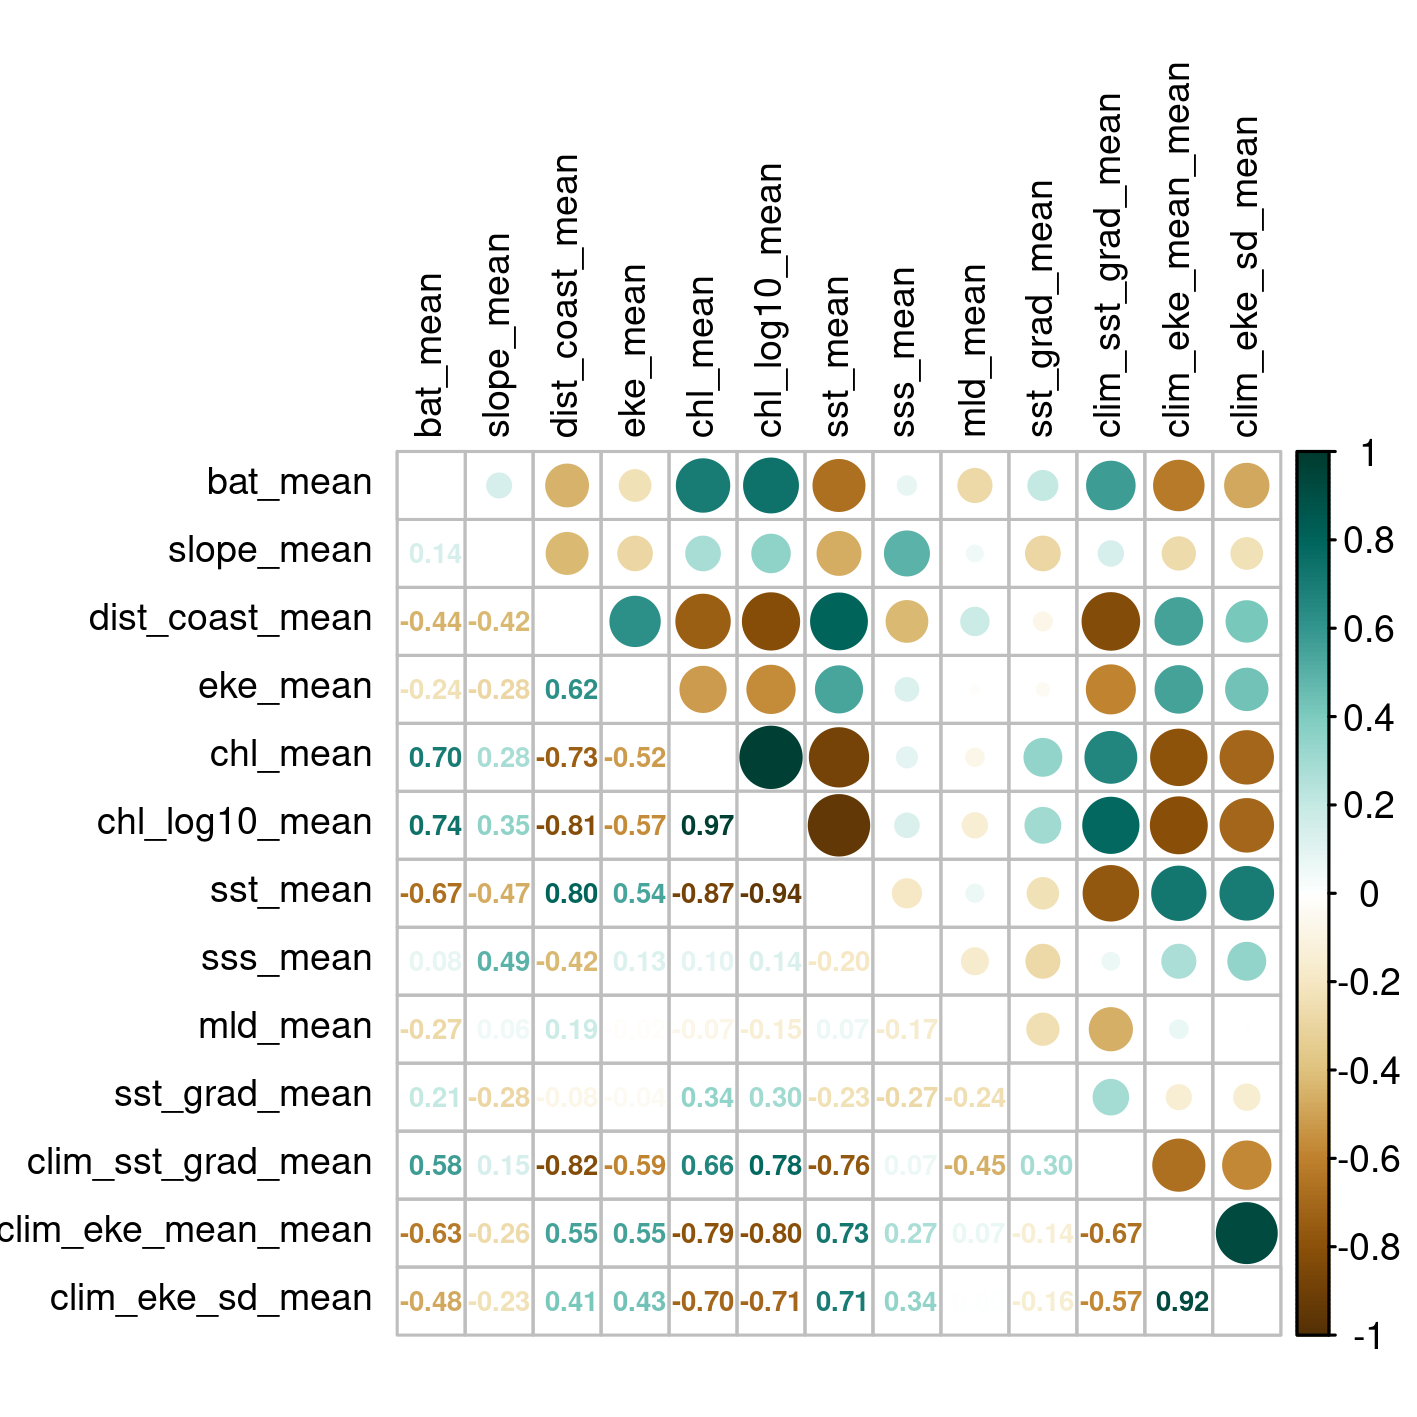 bat_mean
slope_mean
dist_coast_mean
eke_mean
chl_mean
chl_log10_mean
sst_mean
sss_mean
mld_mean
sst_grad_mean
clim_sst_grad_mean
clim_eke_mean_mean
clim_eke_sd_mean
bat_mean
slope_mean 0.14
dist_coast_mean -0.44 -0.42
eke_mean -0.24 -0.28 0.62
chl_mean 0.70 0.28 -0.73 -0.52
chl_log10_mean 0.74 0.35 -0.81 -0.57 0.97
sst_mean -0.67 -0.47 0.80 0.54 -0.87 -0.94
sss_mean 0.08 0.49 -0.42 0.13 0.10 0.14 -0.20
mld_mean -0.27 0.06 0.19 -0.07 -0.15 0.07 -0.17
sst_grad_mean 0.21 -0.28 -0.08 -0.04 0.34 0.30 -0.23 -0.27 -0.24
clim_sst_grad_mean 0.58 0.15 -0.82 -0.59 0.66 0.78 -0.76 0.07 -0.45 0.30
clim_eke_mean_mean -0.63 -0.26 0.55 0.55 -0.79 -0.80 0.73 0.27 0.07 -0.14 -0.67
clim_eke_sd_mean -0.48 -0.23 0.41 0.43 -0.70 -0.71 0.71 0.34 -0.16 -0.57 0.92
1
0.8
0.6
0.4
0.2
0
-0.2
-0.4
-0.6
-0.8
-1